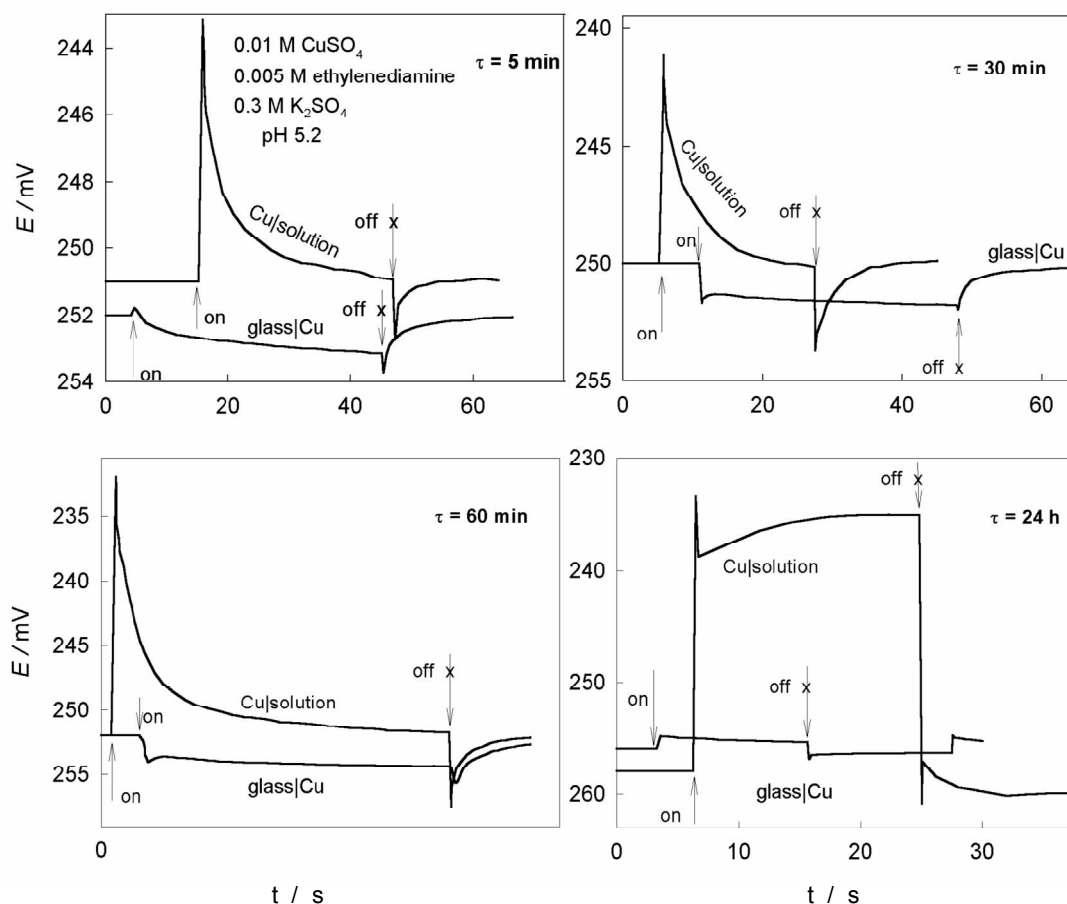 244
246
248
250
252
254
E / mV
0.01 M CuSO₄
0.005 M ethylenediamine
0.3 M K₂SO₄
pH 5.2
τ = 5 min
Cu|solution
off x
off x
on
glass|Cu
on
0 20 40 60
240
245
250
255
τ = 30 min
Cu|solution
off x
on
glass|Cu
on
off x
0 20 40 60
235
240
245
250
255
E / mV
τ = 60 min
off x
on
Cu|solution
glass|Cu
on
0
t / s
230
240
250
260
off x
τ = 24 h
Cu|solution
on
off x
glass|Cu
on
0 10 20 30
t / s